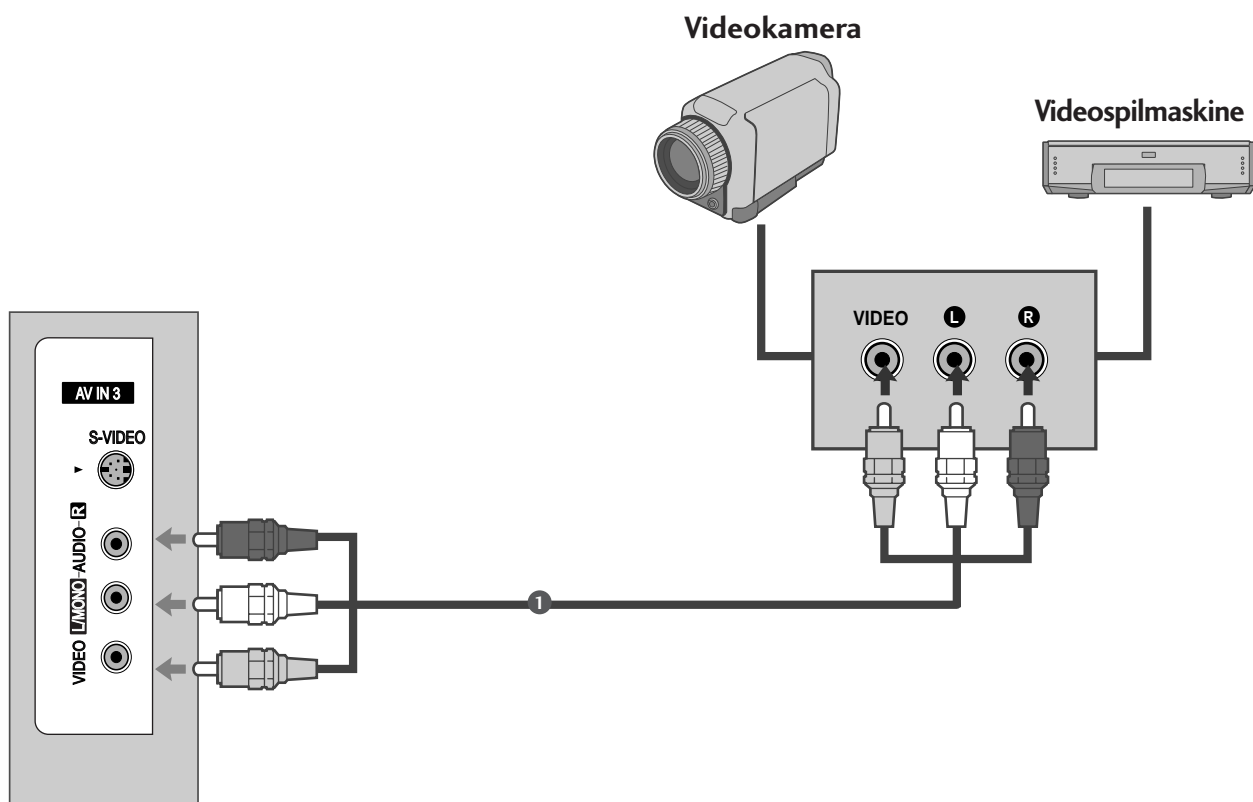 Videokamera
Videospilmaskine
VIDEO L R
AV IN 3
S-VIDEO
VIDEO L/MONO AUDIO R
1